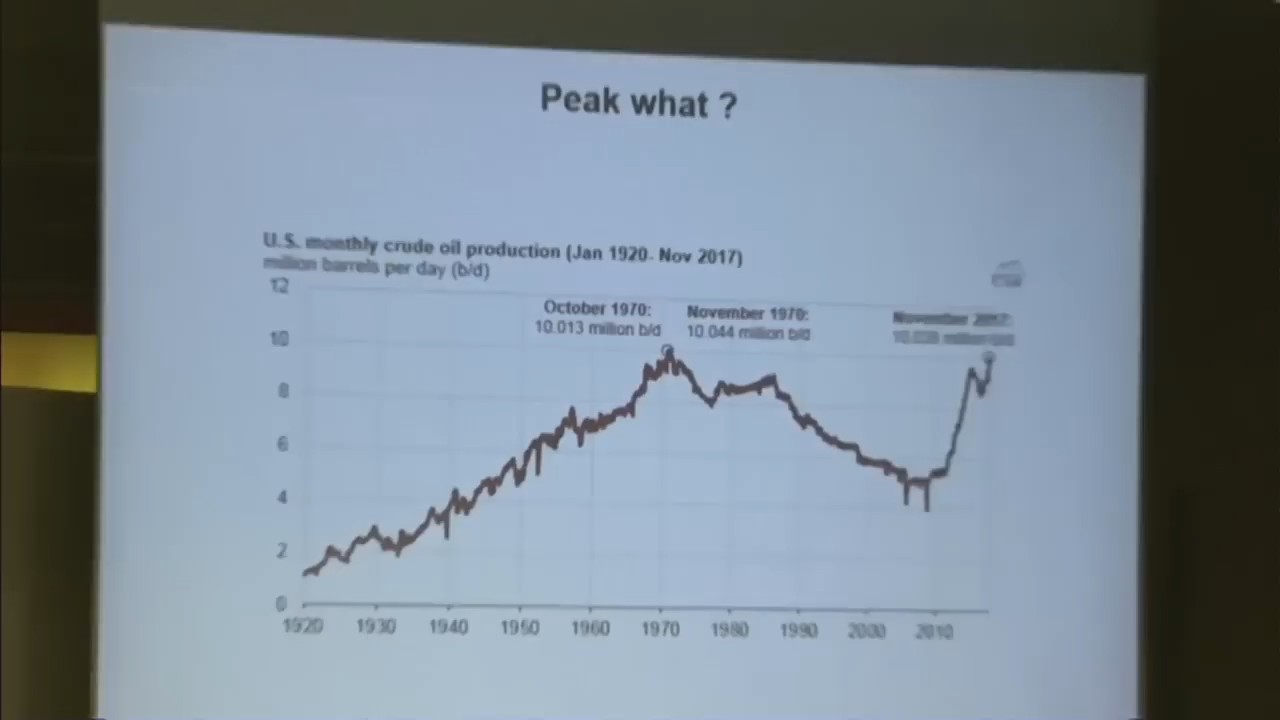 Peak what ?
U.S. monthly crude oil production (Jan 1920- Nov 2017)
million barrels per day (b/d)
12
October 1970:
10.013 million b/d
November 1970:
10.044 million b/d
November 2017:
10
8
6
4
2
0
1920 1930 1940 1950 1960 1970 1980 1990 2000 2010